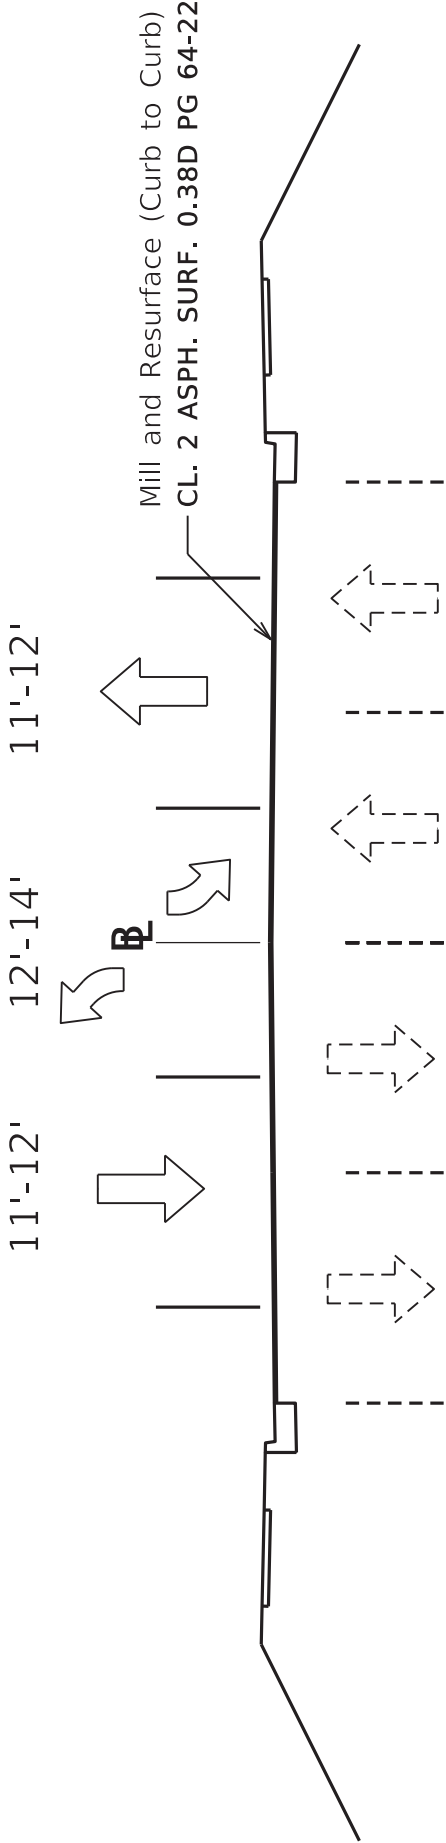 11'-12'
12'-14'
11'-12'
BL
Mill and Resurface (Curb to Curb)
CL. 2 ASPH. SURF. 0.38D PG 64-22